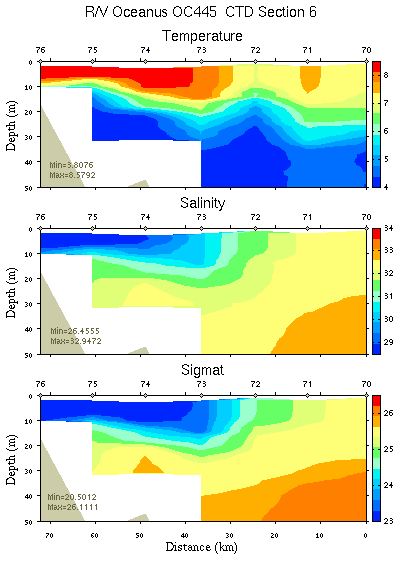 R/V Oceanus OC445 CTD Section 6
Temperature
76 75 74 73 72 71 70
0
10
20
30
40
50
Depth (m)
Min=3.8076
Max=8.5792
8
7
6
5
4
Salinity
76 75 74 73 72 71 70
0
10
20
30
40
50
Depth (m)
Min=26.4555
Max=32.9472
34
33
32
31
30
29
Sigmat
76 75 74 73 72 71 70
0
10
20
30
40
50
Depth (m)
Min=20.5012
Max=26.1111
26
25
24
23
70 60 50 40 30 20 10 0
Distance (km)